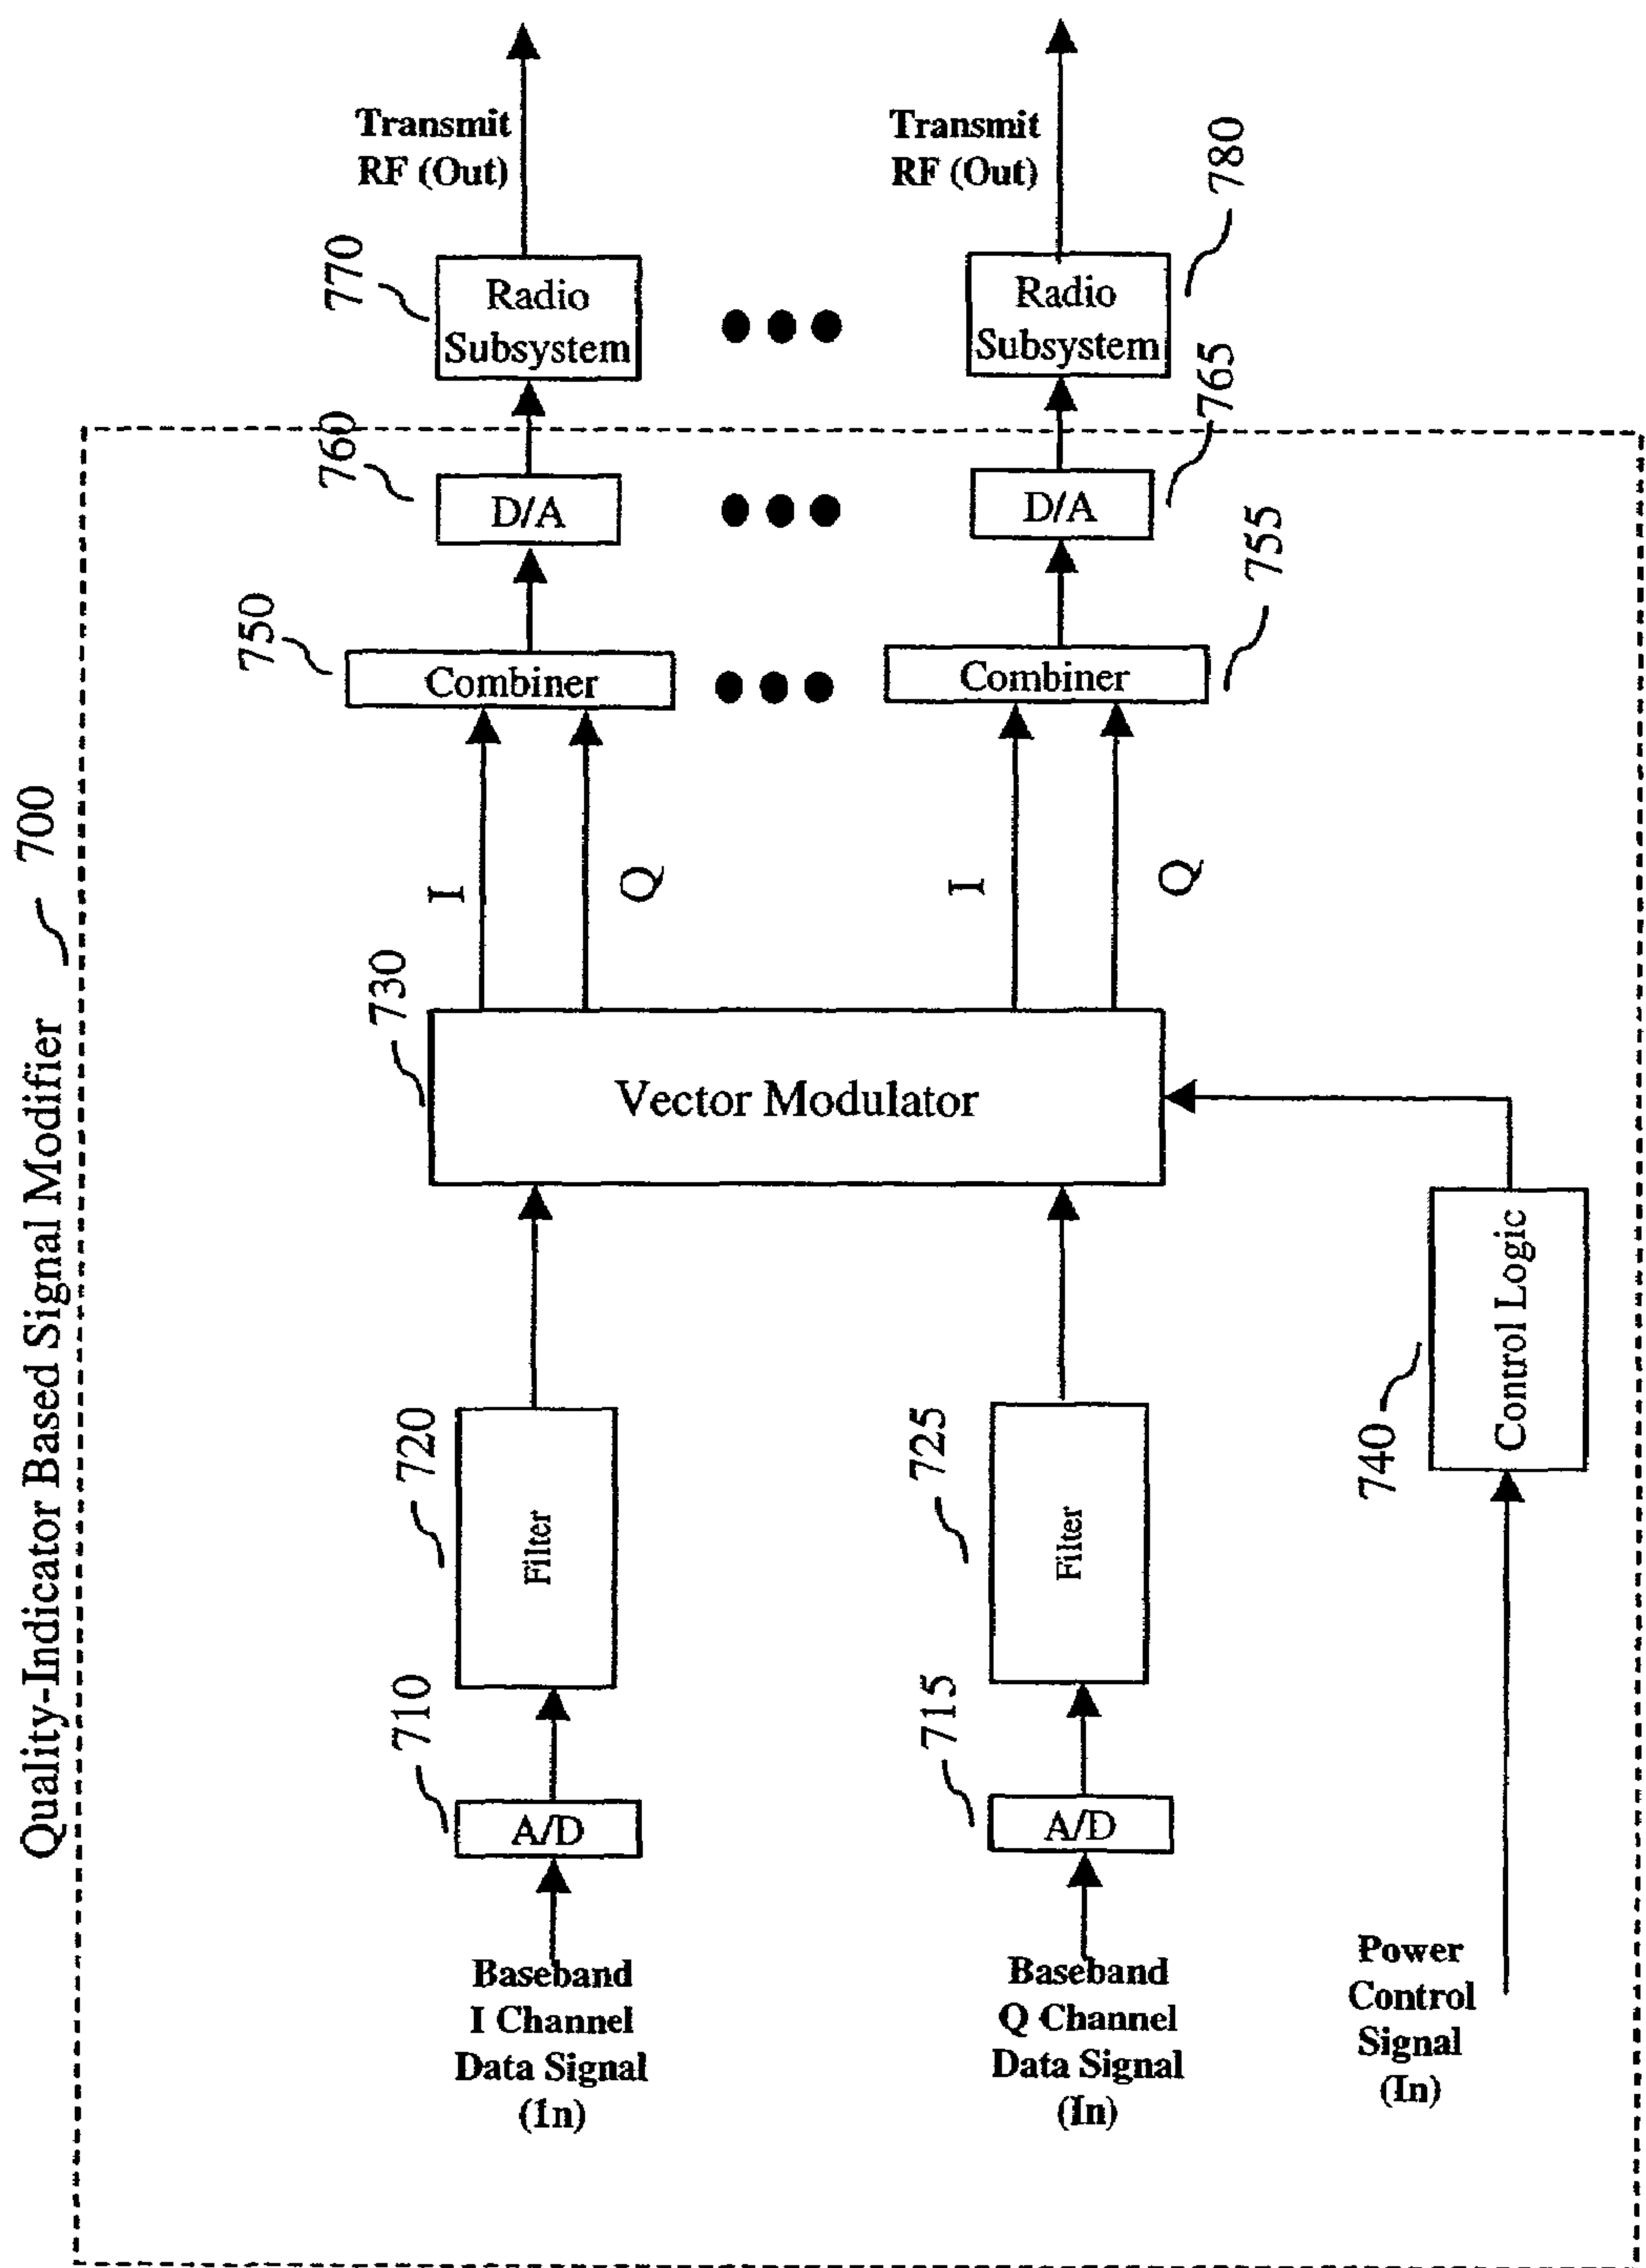 Quality-Indicator Based Signal Modifier
700
Transmit
RF (Out)
Transmit
RF (Out)
770
Radio
Subsystem
Radio
Subsystem
780
760
D/A
D/A
765
750
Combiner
Combiner
755
I
Q
I
Q
730
Vector Modulator
720
Filter
725
Filter
740
Control Logic
710
A/D
715
A/D
Baseband
I Channel
Data Signal
(In)
Baseband
Q Channel
Data Signal
(In)
Power
Control
Signal
(In)